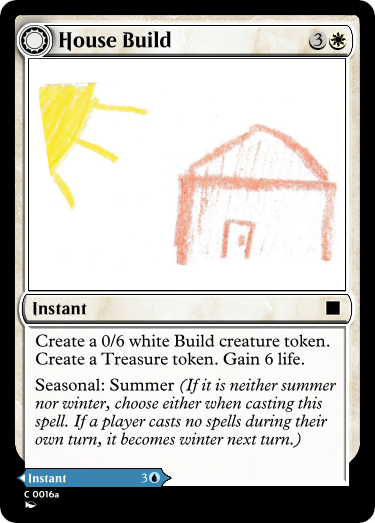 House Build 3
Instant
Create a 0/6 white Build creature token.
Create a Treasure token. Gain 6 life.
Seasonal: Summer (If it is neither summer
nor winter, choose either when casting this
spell. If a player casts no spells during their
own turn, it becomes winter next turn.)
Instant 3
C 0016a